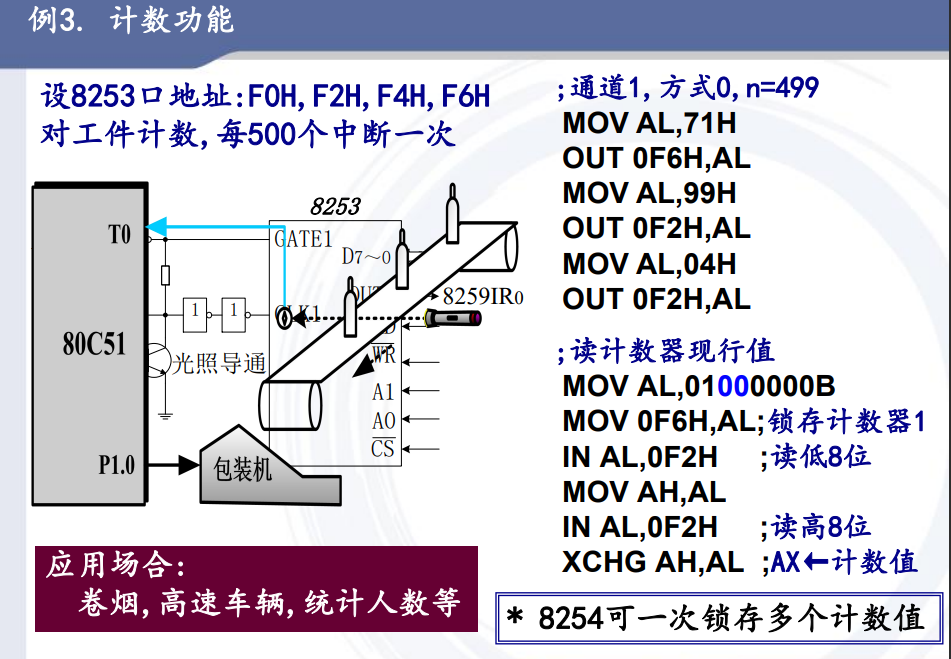 例3. 计数功能
设8253口地址:F0H,F2H,F4H,F6H
对工件计数,每500个中断一次
;通道1,方式0,n=499
MOV AL,71H
OUT 0F6H,AL
MOV AL,99H
OUT 0F2H,AL
MOV AL,04H
OUT 0F2H,AL
;读计数器现行值
MOV AL,01000000B
MOV 0F6H,AL;锁存计数器1
IN AL,0F2H ;读低8位
MOV AH,AL
IN AL,0F2H ;读高8位
XCHG AH,AL ;AX←计数值
* 8254可一次锁存多个计数值
8253
T0
GATE1
D7~0
OUT
8259IR0
1
1
CLK1
80C51
光照导通
WR
A1
A0
CS
P1.0
包装机
应用场合:
卷烟,高速车辆,统计人数等